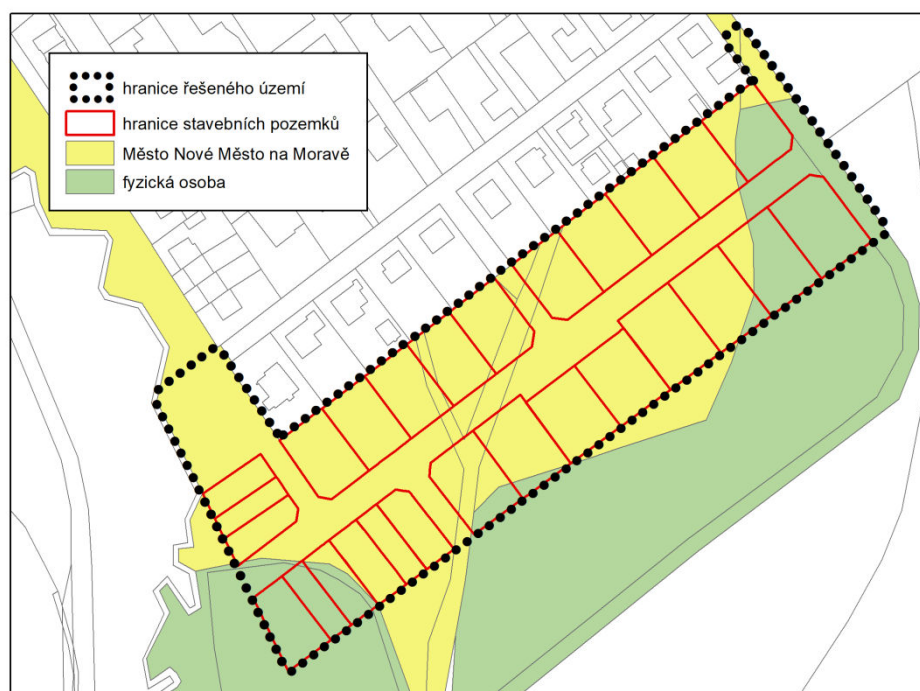 hranice řešeného území
hranice stavebních pozemků
Město Nové Město na Moravě
fyzická osoba